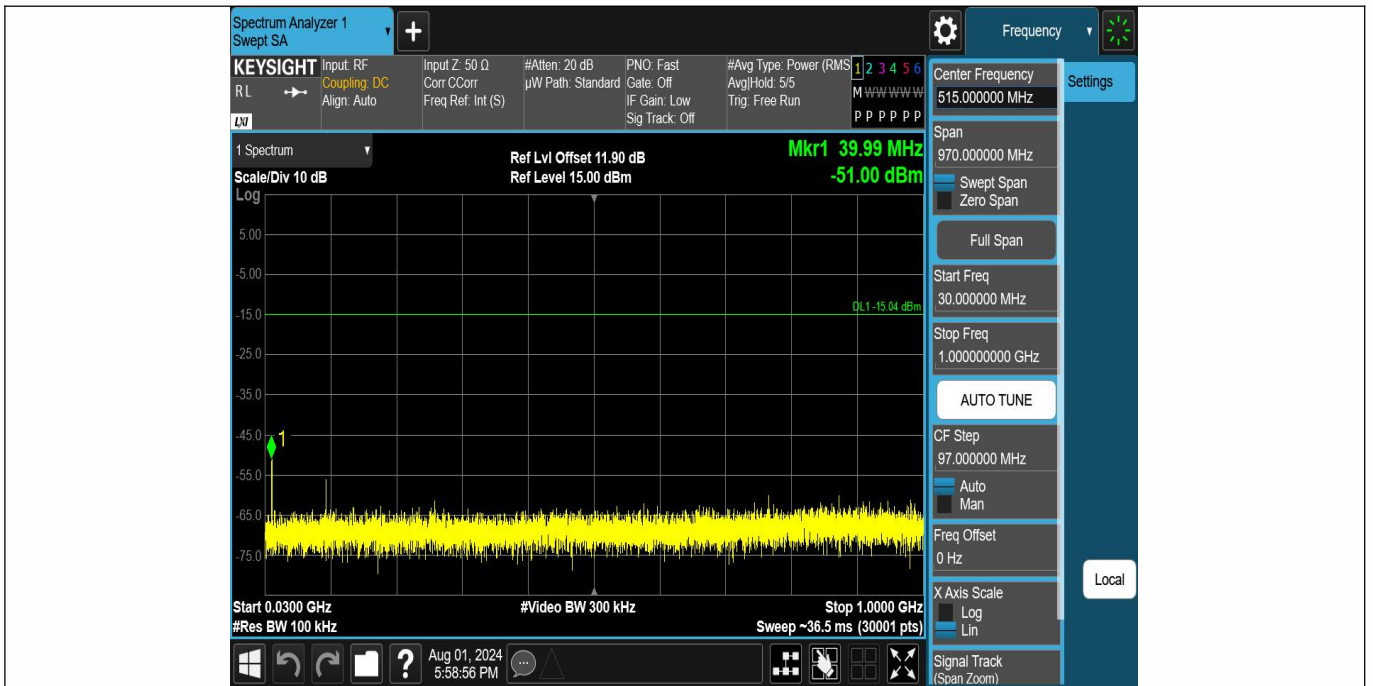 Spectrum Analyzer 1
Swept SA
+
Frequency
KEYSIGHT
RL
LXI
Input: RF
Coupling: DC
Align: Auto
Input Z: 50 Ω
Corr CCorr
Freq Ref: Int (S)
#Atten: 20 dB
µW Path: Standard
PNO: Fast
Gate: Off
IF Gain: Low
Sig Track: Off
#Avg Type: Power (RMS
Avg|Hold: 5/5
Trig: Free Run
1 2 3 4 5 6
M W W W W W
P P P P P P
1 Spectrum
Scale/Div 10 dB
Log
Ref Lvl Offset 11.90 dB
Ref Level 15.00 dBm
Mkr1 39.99 MHz
-51.00 dBm
5.00
-5.00
-15.0
DL1 -15.04 dBm
-25.0
-35.0
-45.0
1
-55.0
-65.0
-75.0
Start 0.0300 GHz
#Res BW 100 kHz
#Video BW 300 kHz
Stop 1.0000 GHz
Sweep ~36.5 ms (30001 pts)
Center Frequency
515.000000 MHz
Settings
Span
970.000000 MHz
Swept Span
Zero Span
Full Span
Start Freq
30.000000 MHz
Stop Freq
1.000000000 GHz
AUTO TUNE
CF Step
97.000000 MHz
Auto
Man
Freq Offset
0 Hz
X Axis Scale
Log
Lin
Local
Signal Track
(Span Zoom)
?
Aug 01, 2024
5:58:56 PM